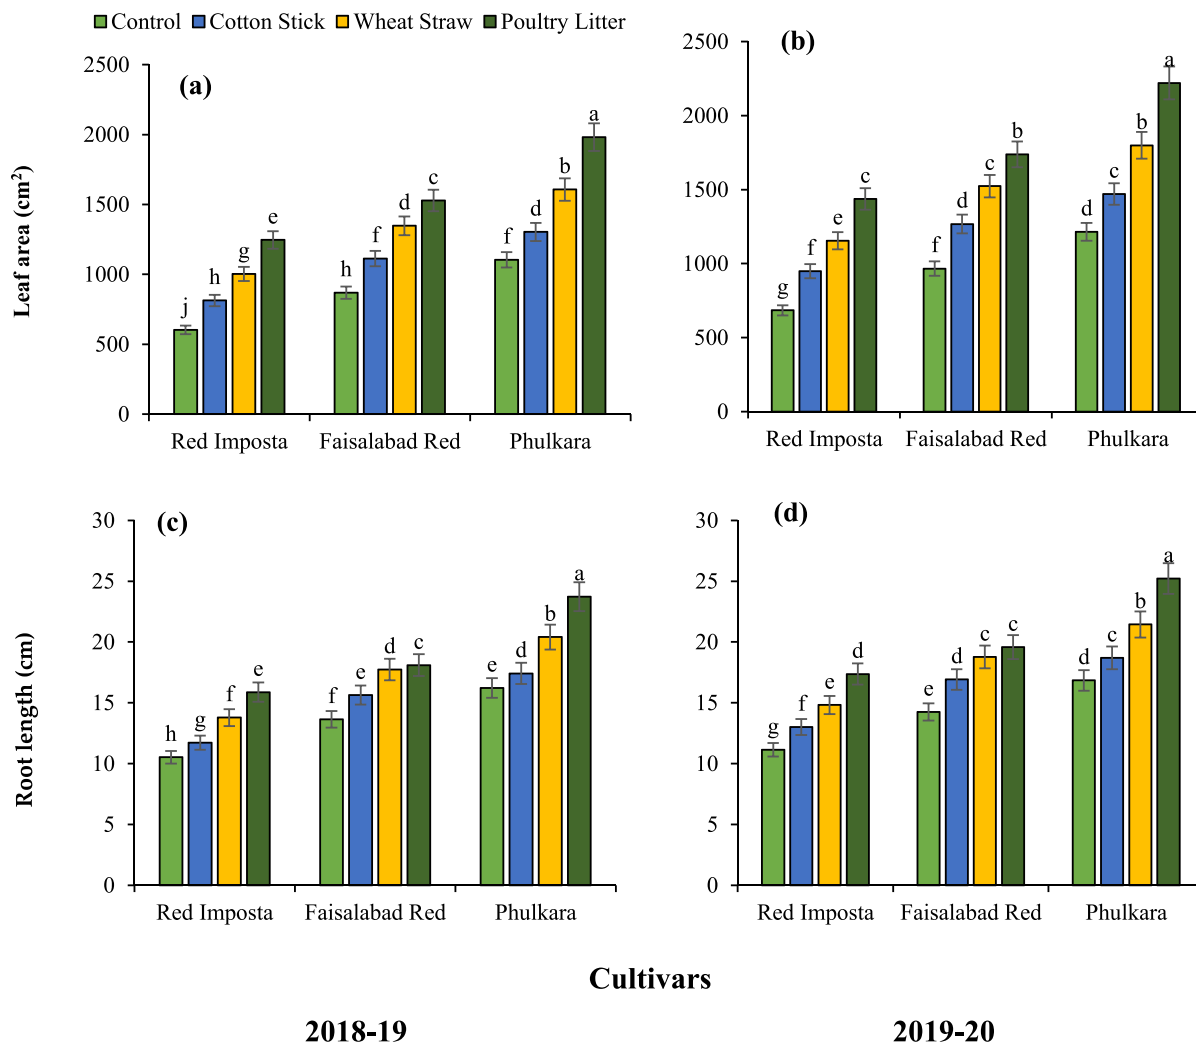 Control Cotton Stick Wheat Straw Poultry Litter
(a)
Leaf area (cm²)
2500
2000
1500
1000
500
0
j h g e
h f d c
f d b a
Red Imposta Faisalabad Red Phulkara
(b)
2500
2000
1500
1000
500
0
g f e c
f d c b
d c b a
Red Imposta Faisalabad Red Phulkara
(c)
Root length (cm)
30
25
20
15
10
5
0
h g f e
f e d c
e d b a
Red Imposta Faisalabad Red Phulkara
(d)
30
25
20
15
10
5
0
g f e d
e d c c
d c b a
Red Imposta Faisalabad Red Phulkara
Cultivars
2018-19 2019-20